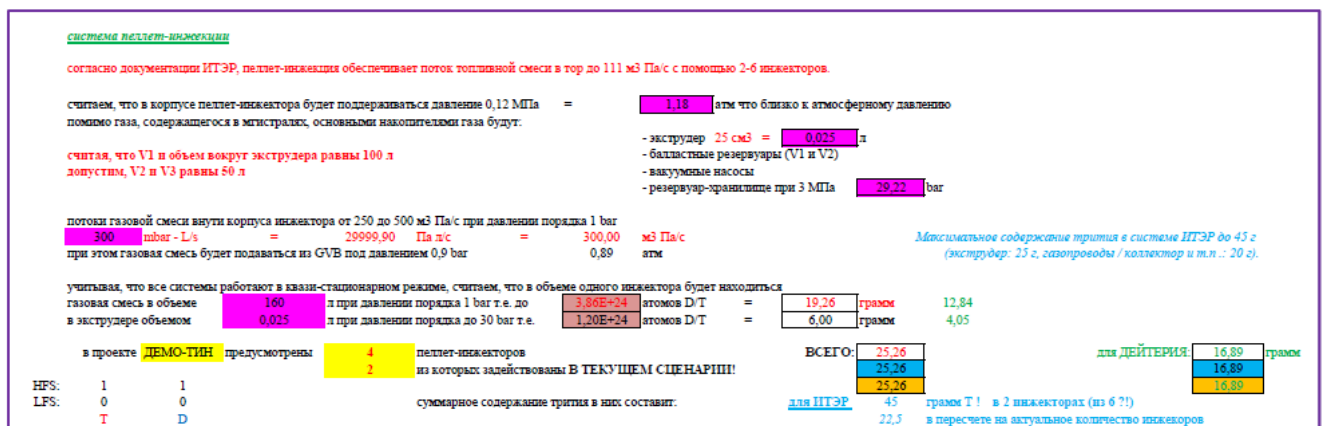 система пеллет-инжекции
согласно документации ИТЭР, пеллет-инжекция обеспечивает поток топливной смеси в тор до 111 м3 Па/с с помощью 2-6 инжекторов.
считаем, что в корпусе пеллет-инжектора будет поддерживаться давление 0,12 МПа = 1,18 атм что близко к атмосферному давлению
помимо газа, содержащегося в мгистралях, основными накопителями газа будут:
- экструдер 25 см3 = 0,025 л
считая, что V1 и объем вокруг экструдера равны 100 л - балластные резервуары (V1 и V2)
допустим, V2 и V3 равны 50 л - вакуумные насосы
- резервуар-хранилище при 3 МПа 29,22 bar
потоки газовой смеси внути корпуса инжектора от 250 до 500 м3 Па/с при давлении порядка 1 bar
300 mbar - L/s = 29999,90 Па л/с = 300,00 м3 Па/с Максимальное содержание трития в системе ИТЭР до 45 г
при этом газовая смесь будет подаваться из GVB под давлением 0,9 bar 0,89 атм (экструдер: 25 г, газопроводы / коллектор и т.п .: 20 г).
учитывая, что все системы работают в квази-стационарном режиме, считаем, что в объеме одного инжектора будет находиться
газовая смесь в объеме 160 л при давлении порядка 1 bar т.е. до 3,86E+24 атомов D/T = 19,26 грамм 12,84
в экструдере объемом 0,025 л при давлении порядка до 30 bar т.е. 1,20E+24 атомов D/T = 6,00 грамм 4,05
в проекте ДЕМО-ТИН предусмотрены 4 пеллет-инжекторов ВСЕГО: 25,26 для ДЕЙТЕРИЯ: 16,89 грамм
2 из которых задействованы В ТЕКУЩЕМ СЦЕНАРИИ! 25,26 16,89
HFS: 1 1 25,26 16,89
LFS: 0 0 суммарное содержание трития в них составит: для ИТЭР 45 грамм Т ! в 2 инжекторах (из 6 ?!)
T D 22,5 в пересчете на актуальное количество инжекоров